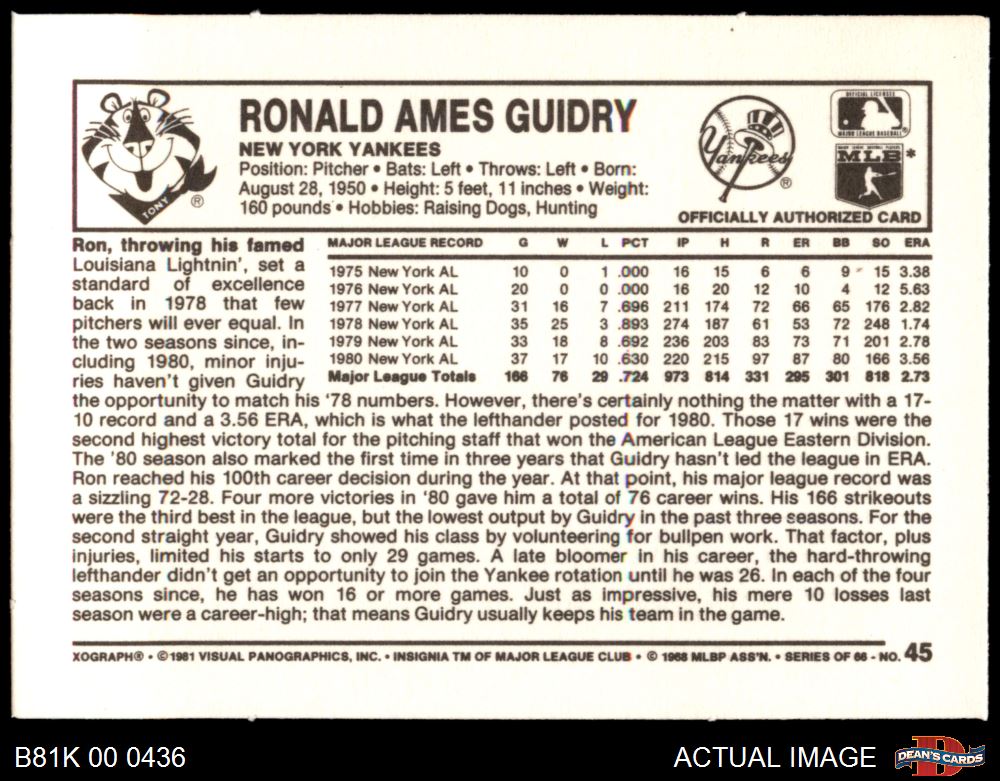 TONY ®
RONALD AMES GUIDRY
NEW YORK YANKEES
Position: Pitcher • Bats: Left • Throws: Left • Born:
August 28, 1950 • Height: 5 feet, 11 inches • Weight:
160 pounds • Hobbies: Raising Dogs, Hunting
Yankees ®
OFFICIAL LICENSEE
MAJOR LEAGUE BASEBALL ®
MAJOR LEAGUE BASEBALL PLAYERS
MLB *
OFFICIALLY AUTHORIZED CARD
MAJOR LEAGUE RECORD G W L PCT IP H R ER BB SO ERA
1975 New York AL 10 0 1 .000 16 15 6 6 9 15 3.38
1976 New York AL 20 0 0 .000 16 20 12 10 4 12 5.63
1977 New York AL 31 16 7 .696 211 174 72 66 65 176 2.82
1978 New York AL 35 25 3 .893 274 187 61 53 72 248 1.74
1979 New York AL 33 18 8 .692 236 203 83 73 71 201 2.78
1980 New York AL 37 17 10 .630 220 215 97 87 80 166 3.56
Major League Totals 166 76 29 .724 973 814 331 295 301 818 2.73
Ron, throwing his famed
Louisiana Lightnin', set a
standard of excellence
back in 1978 that few
pitchers will ever equal. In
the two seasons since, in-
cluding 1980, minor inju-
ries haven't given Guidry
the opportunity to match his '78 numbers. However, there's certainly nothing the matter with a 17-
10 record and a 3.56 ERA, which is what the lefthander posted for 1980. Those 17 wins were the
second highest victory total for the pitching staff that won the American League Eastern Division.
The '80 season also marked the first time in three years that Guidry hasn't led the league in ERA.
Ron reached his 100th career decision during the year. At that point, his major league record was
a sizzling 72-28. Four more victories in '80 gave him a total of 76 career wins. His 166 strikeouts
were the third best in the league, but the lowest output by Guidry in the past three seasons. For the
second straight year, Guidry showed his class by volunteering for bullpen work. That factor, plus
injuries, limited his starts to only 29 games. A late bloomer in his career, the hard-throwing
lefthander didn't get an opportunity to join the Yankee rotation until he was 26. In each of the four
seasons since, he has won 16 or more games. Just as impressive, his mere 10 losses last
season were a career-high; that means Guidry usually keeps his team in the game.
XOGRAPH® • ©1981 VISUAL PANOGRAPHICS, INC. • INSIGNIA TM OF MAJOR LEAGUE CLUB • © 1968 MLBP ASS'N. • SERIES OF 66 - NO. 45
B81K 00 0436
ACTUAL IMAGE
D
DEAN'S CARDS